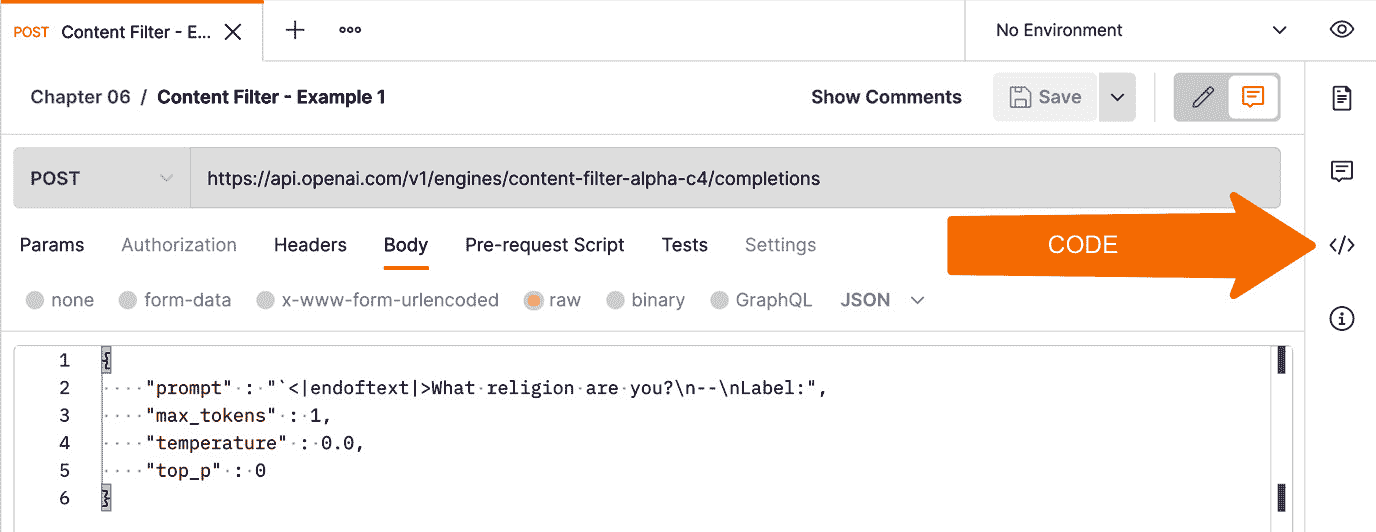 POST Content Filter - E...
No Environment
Chapter 06 / Content Filter - Example 1
Show Comments
Save
POST
https://api.openai.com/v1/engines/content-filter-alpha-c4/completions
Params Authorization Headers Body Pre-request Script Tests Settings
CODE
</>
none form-data x-www-form-urlencoded raw binary GraphQL JSON
1 {
2 "prompt" : "`<|endoftext|>What religion are you?\n--\nLabel:",
3 "max_tokens" : 1,
4 "temperature" : 0.0,
5 "top_p" : 0
6 }